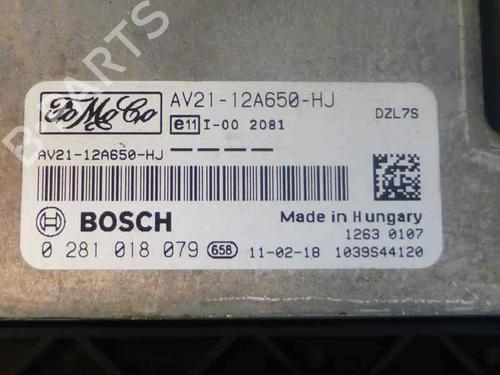 FoMoCo
AV21-12A650-HJ
DZL7S
e11 I-00 2081
AV21-12A650-HJ ----
BOSCH
Made in Hungary
1263 0107
0 281 018 079 658 11-02-18 1039S44120
B-PARTS